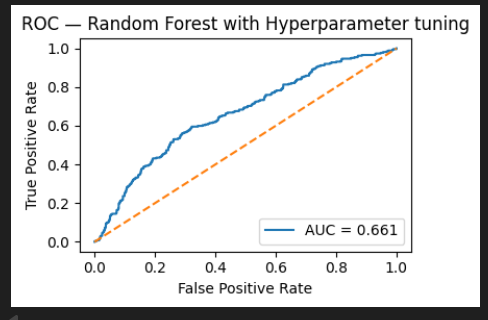 ROC — Random Forest with Hyperparameter tuning
1.0
0.8
0.6
0.4
0.2
0.0
True Positive Rate
AUC = 0.661
0.0 0.2 0.4 0.6 0.8 1.0
False Positive Rate